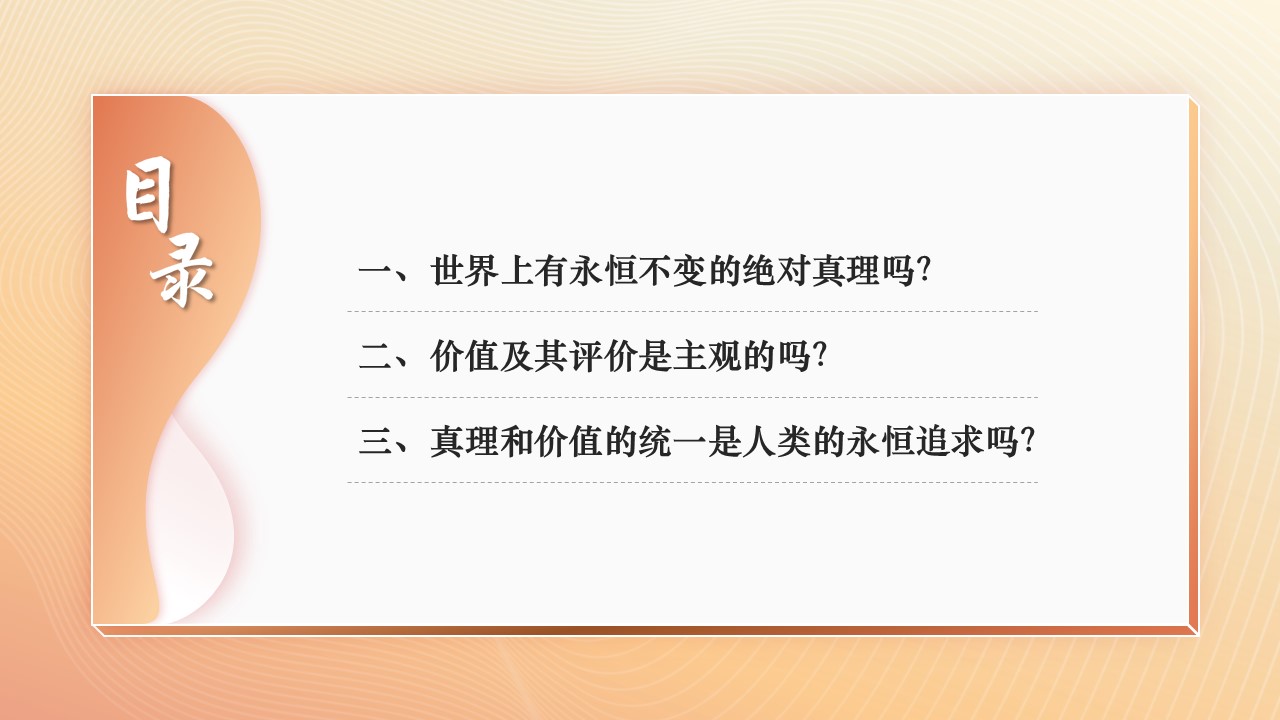 目录
一、世界上有永恒不变的绝对真理吗？
二、价值及其评价是主观的吗？
三、真理和价值的统一是人类的永恒追求吗？